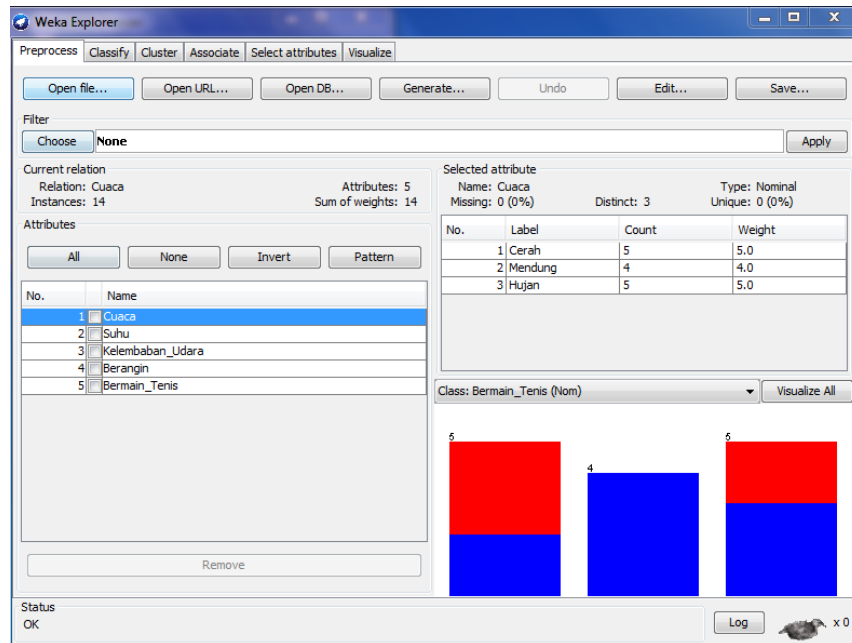 Weka Explorer
Preprocess Classify Cluster Associate Select attributes Visualize
Open file... Open URL... Open DB... Generate... Undo Edit... Save...
Filter
Choose None Apply
Current relation
Relation: Cuaca Attributes: 5
Instances: 14 Sum of weights: 14
Selected attribute
Name: Cuaca Type: Nominal
Missing: 0 (0%) Distinct: 3 Unique: 0 (0%)
Attributes
All None Invert Pattern
No. Name
1 Cuaca
2 Suhu
3 Kelembaban_Udara
4 Berangin
5 Bermain_Tenis
Remove
No. Label Count Weight
1 Cerah 5 5.0
2 Mendung 4 4.0
3 Hujan 5 5.0
Class: Bermain_Tenis (Nom) Visualize All
5 4 5
Status
OK Log x 0